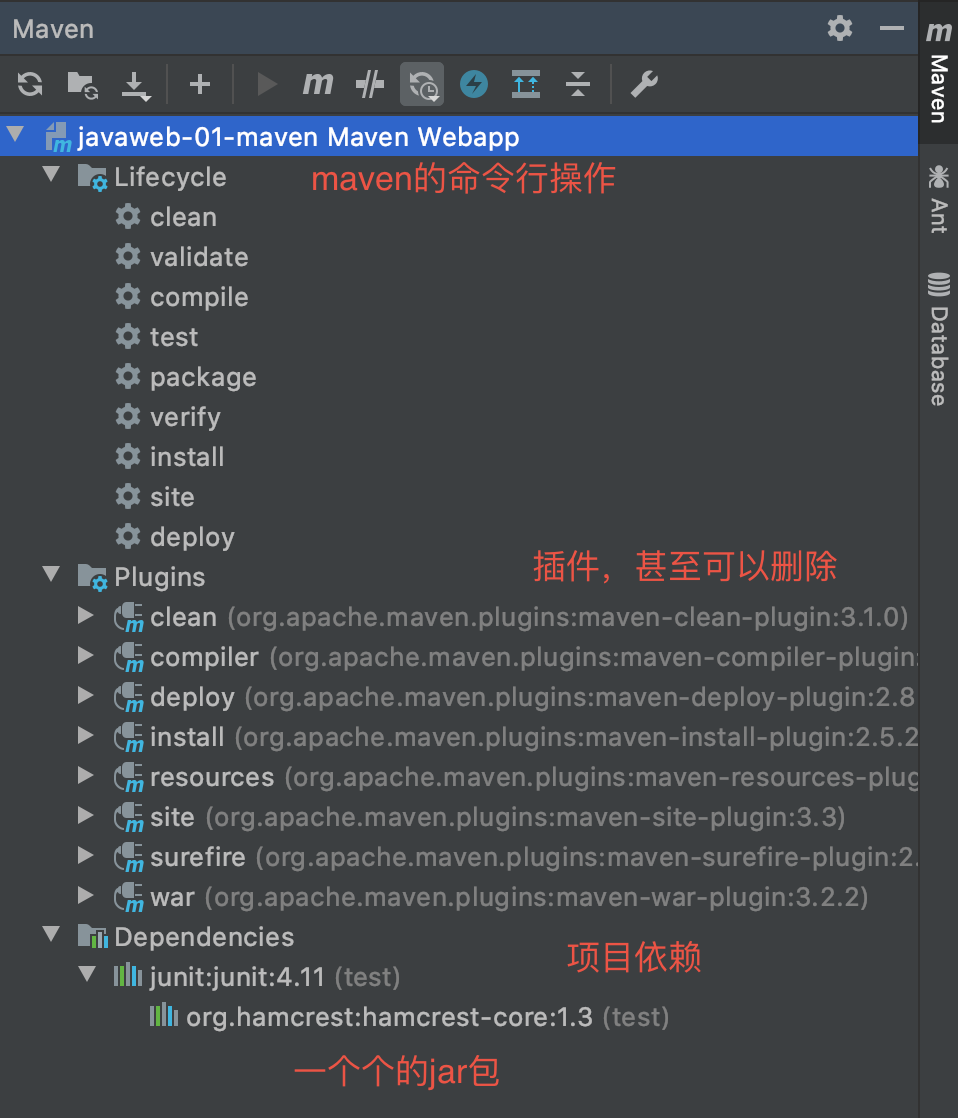 Maven
m
javaweb-01-maven Maven Webapp
Lifecycle
maven的命令行操作
clean
validate
compile
test
package
verify
install
site
deploy
插件，甚至可以删除
Plugins
clean (org.apache.maven.plugins:maven-clean-plugin:3.1.0)
compiler (org.apache.maven.plugins:maven-compiler-plugin:
deploy (org.apache.maven.plugins:maven-deploy-plugin:2.8
install (org.apache.maven.plugins:maven-install-plugin:2.5.2
resources (org.apache.maven.plugins:maven-resources-plug
site (org.apache.maven.plugins:maven-site-plugin:3.3)
surefire (org.apache.maven.plugins:maven-surefire-plugin:2.
war (org.apache.maven.plugins:maven-war-plugin:3.2.2)
Dependencies
项目依赖
junit:junit:4.11 (test)
org.hamcrest:hamcrest-core:1.3 (test)
一个个的jar包
m Maven
Ant
Database